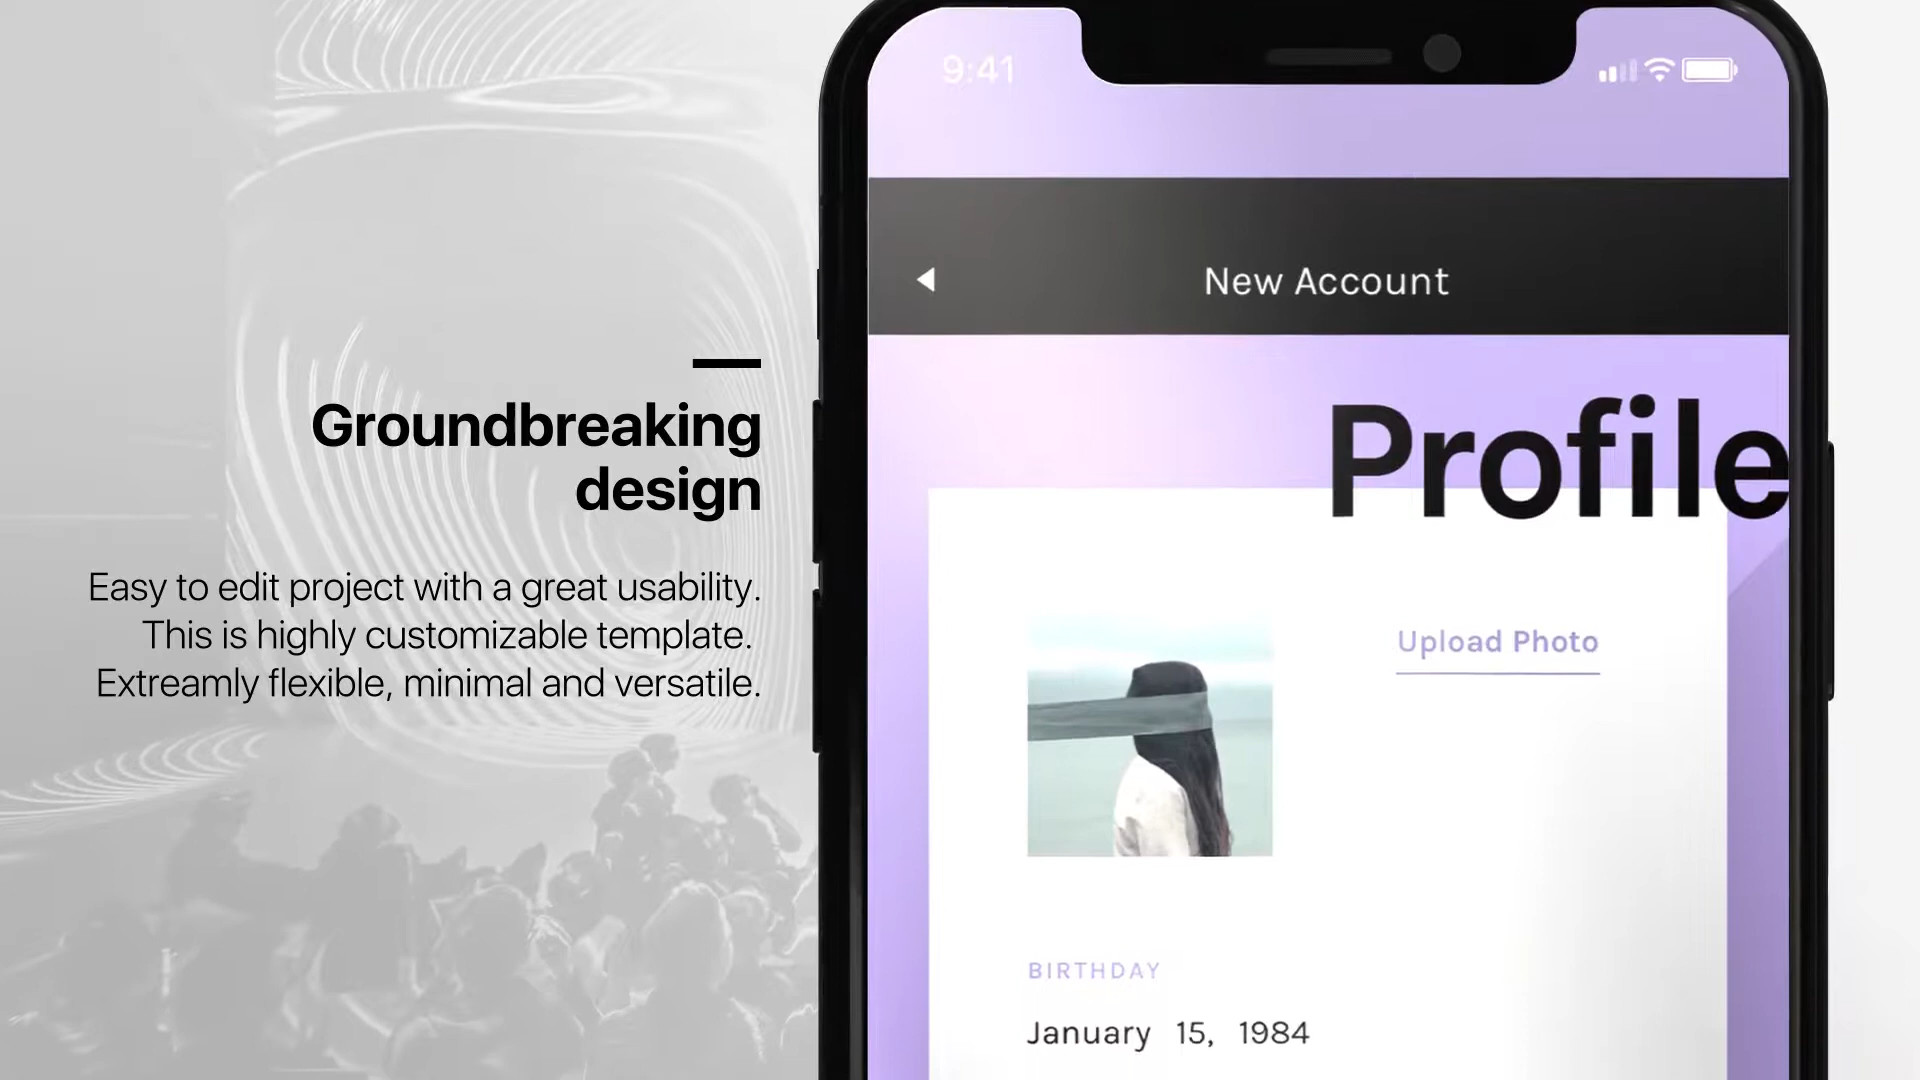 Groundbreaking
design
Easy to edit project with a great usability.
This is highly customizable template.
Extreamly flexible, minimal and versatile.
9:41
New Account
Profile
Upload Photo
BIRTHDAY
January 15, 1984